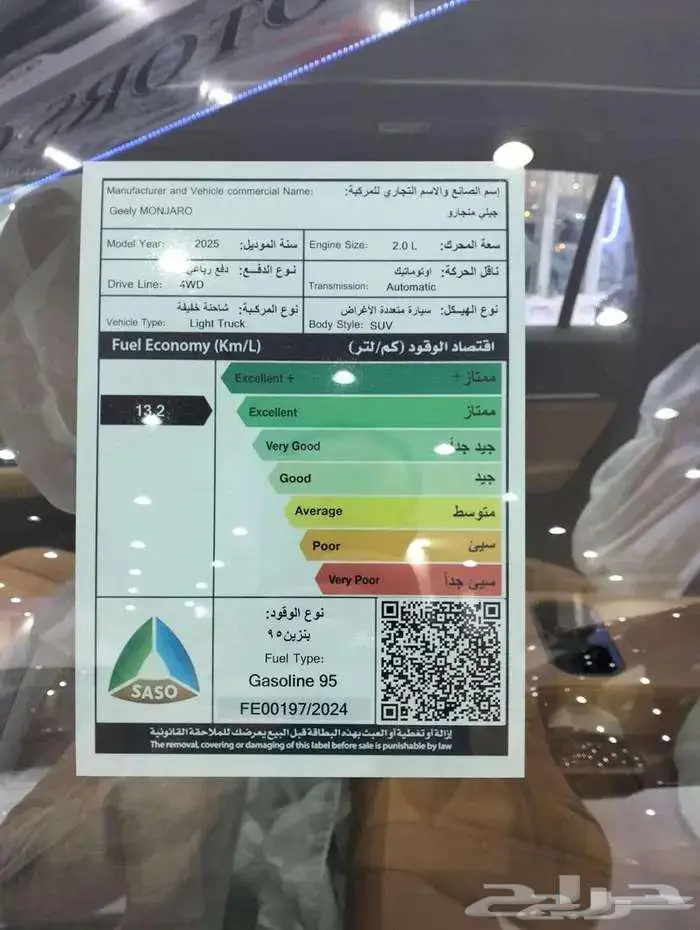 ORS OTO
Manufacturer and Vehicle commercial Name: إسم الصانع والاسم التجاري للمركبة:
Geely MONJARO جيلي منجارو
Model Year: 2025 سنة الموديل: Engine Size: 2.0 L سعة المحرك:
نوع الدفع: دفع رباعي ناقل الحركة: اوتوماتيك
Drive Line: 4WD Transmission: Automatic
نوع المركبة: شاحنة خفيفة نوع الهيكل: سيارة متعددة الأغراض
Vehicle Type: Light Truck Body Style: SUV
Fuel Economy (Km/L) اقتصاد الوقود (كم/لتر)
Excellent + ممتاز +
13.2 Excellent ممتاز
Very Good جيد جداً
Good جيد
Average متوسط
Poor سيئ
Very Poor سيئ جداً
نوع الوقود:
بنزين ٩٥
Fuel Type:
Gasoline 95
SASO
FE00197/2024
إزالة أو تغطية أو العبث بهذه البطاقة قبل البيع يعرضك للملاحقة القانونية
The removal, covering or damaging of this label before sale is punishable by law
حراج